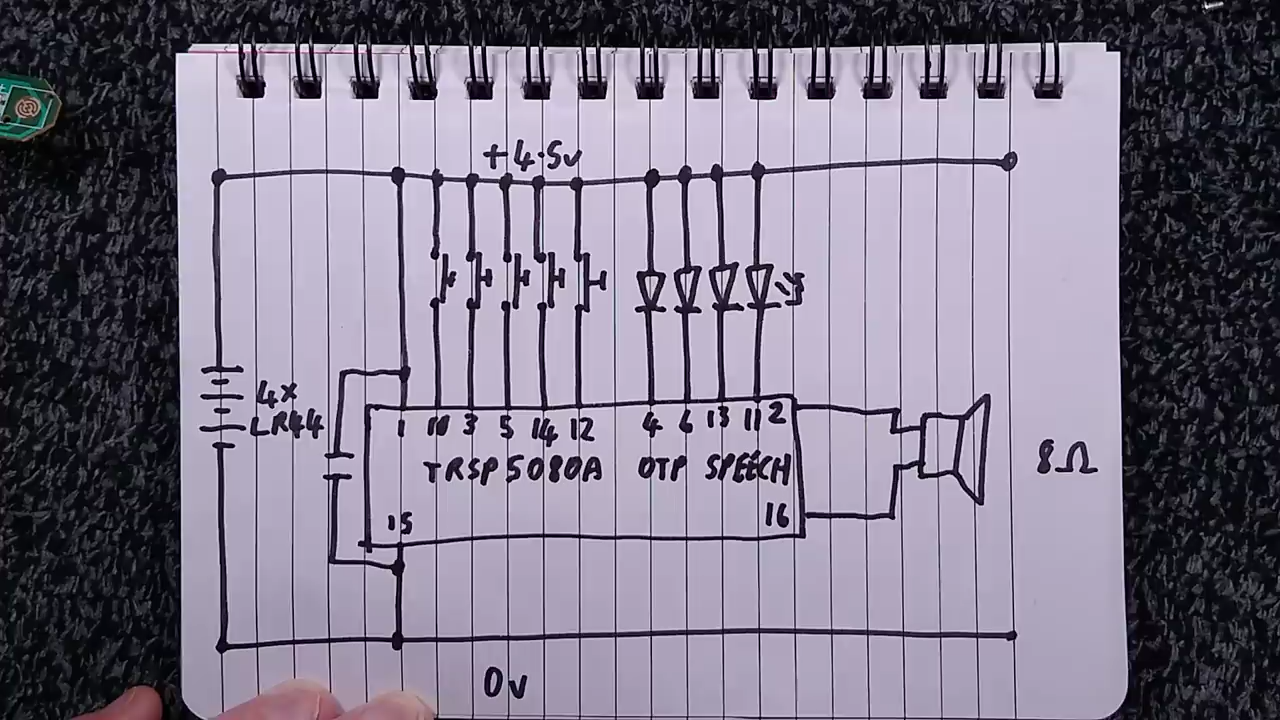 +4.5v
4x
LR44
1 10 3 5 14 12 4 6 13 11 2
TRSP5080A OTP SPEECH
8Ω
15 16
0v